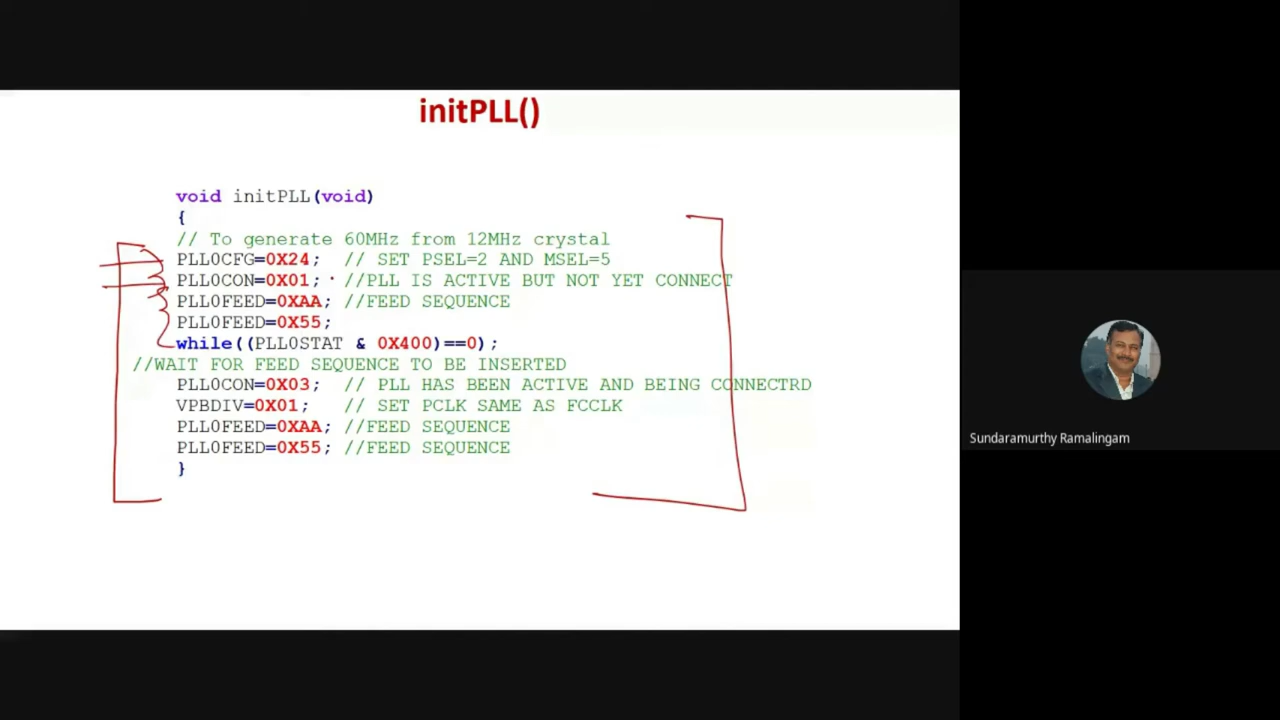 initPLL()
void initPLL(void)
{
// To generate 60MHz from 12MHz crystal
PLL0CFG=0X24; // SET PSEL=2 AND MSEL=5
PLL0CON=0X01; //PLL IS ACTIVE BUT NOT YET CONNECT
PLL0FEED=0XAA; //FEED SEQUENCE
PLL0FEED=0X55;
while((PLL0STAT & 0X400)==0);
//WAIT FOR FEED SEQUENCE TO BE INSERTED
PLL0CON=0X03; // PLL HAS BEEN ACTIVE AND BEING CONNECTRD
VPBDIV=0X01; // SET PCLK SAME AS FCCLK
PLL0FEED=0XAA; //FEED SEQUENCE
PLL0FEED=0X55; //FEED SEQUENCE
}
Sundaramurthy Ramalingam